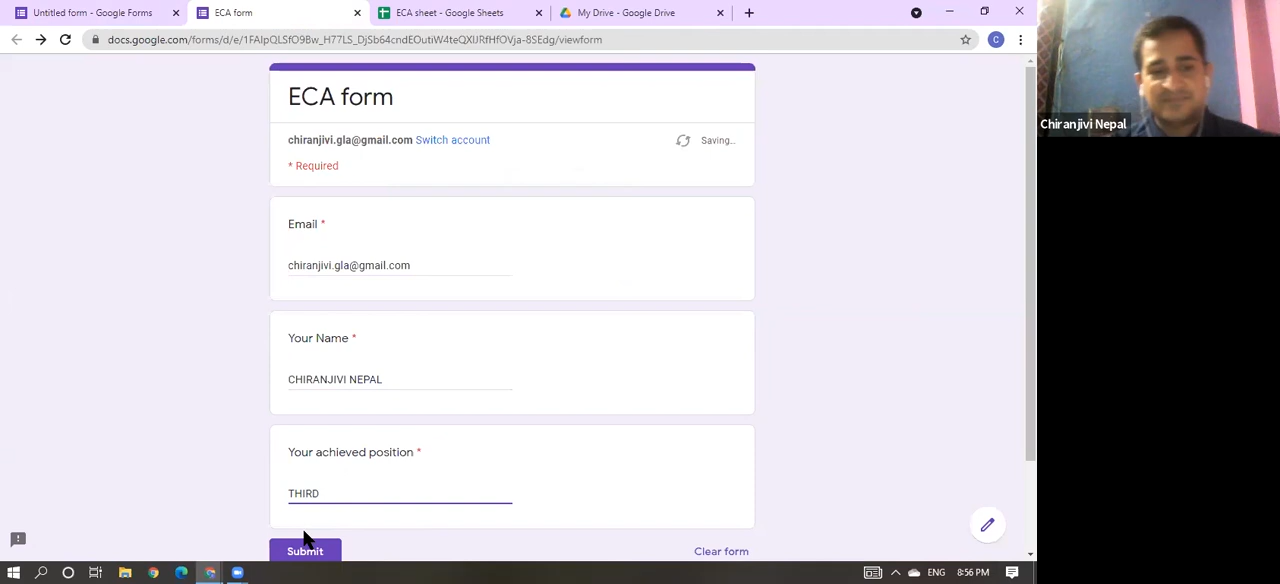 Untitled form - Google Forms
ECA form
ECA sheet - Google Sheets
My Drive - Google Drive
docs.google.com/forms/d/e/1FAIpQLSfO9Bw_H77LS_DjSb64cndEOutiW4teQXIJRfHfOVja-8SEdg/viewform
C
ECA form
chiranjivi.gla@gmail.com Switch account
Saving...
* Required
Email *
chiranjivi.gla@gmail.com
Your Name *
CHIRANJIVI NEPAL
Your achieved position *
THIRD
Submit
Clear form
ENG
8:56 PM
Chiranjivi Nepal